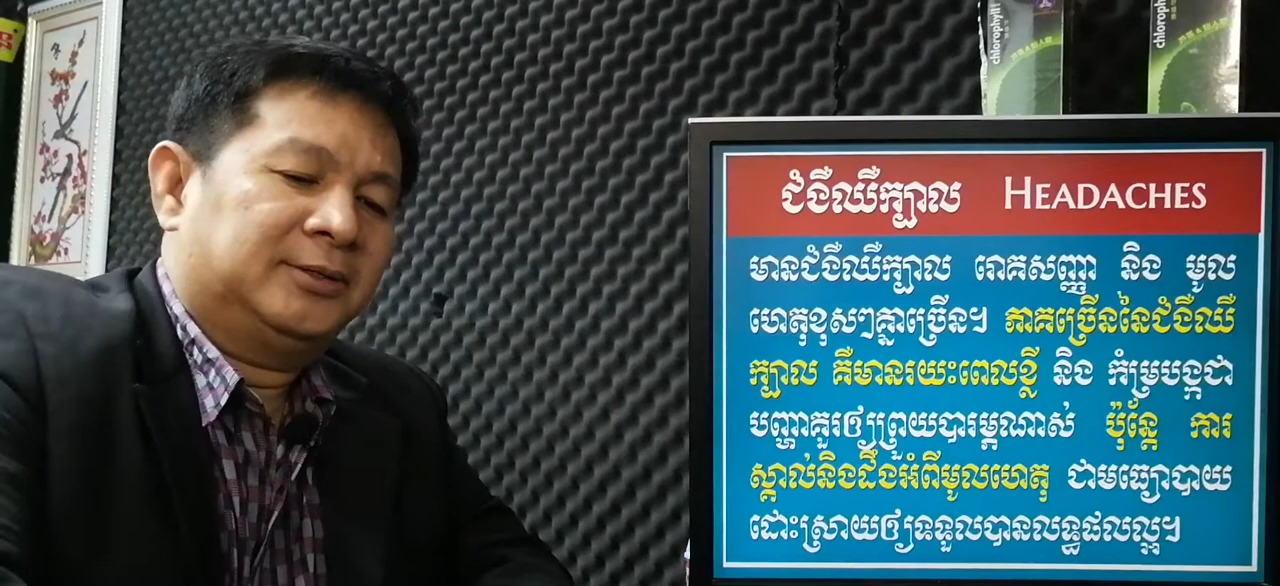 chlorophyll
chlorophyll
ជំងឺឈឺក្បាល HEADACHES
មានជំងឺឈឺក្បាល រោគសញ្ញា និង មូល
ហេតុខុសៗគ្នាច្រើន។ ភាគច្រើននៃជំងឺឈឺ
ក្បាល គឺមានរយះពេលខ្លី និង កំម្របង្កជា
បញ្ហាគួរឲ្យព្រួយបារម្ភណាស់ ប៉ុន្តែ ការ
ស្គាល់និងដឹងអំពីមូលហេតុ ជាមធ្យោបាយ
ដោះស្រាយឲ្យទទួលបានលទ្ធផលល្អ។